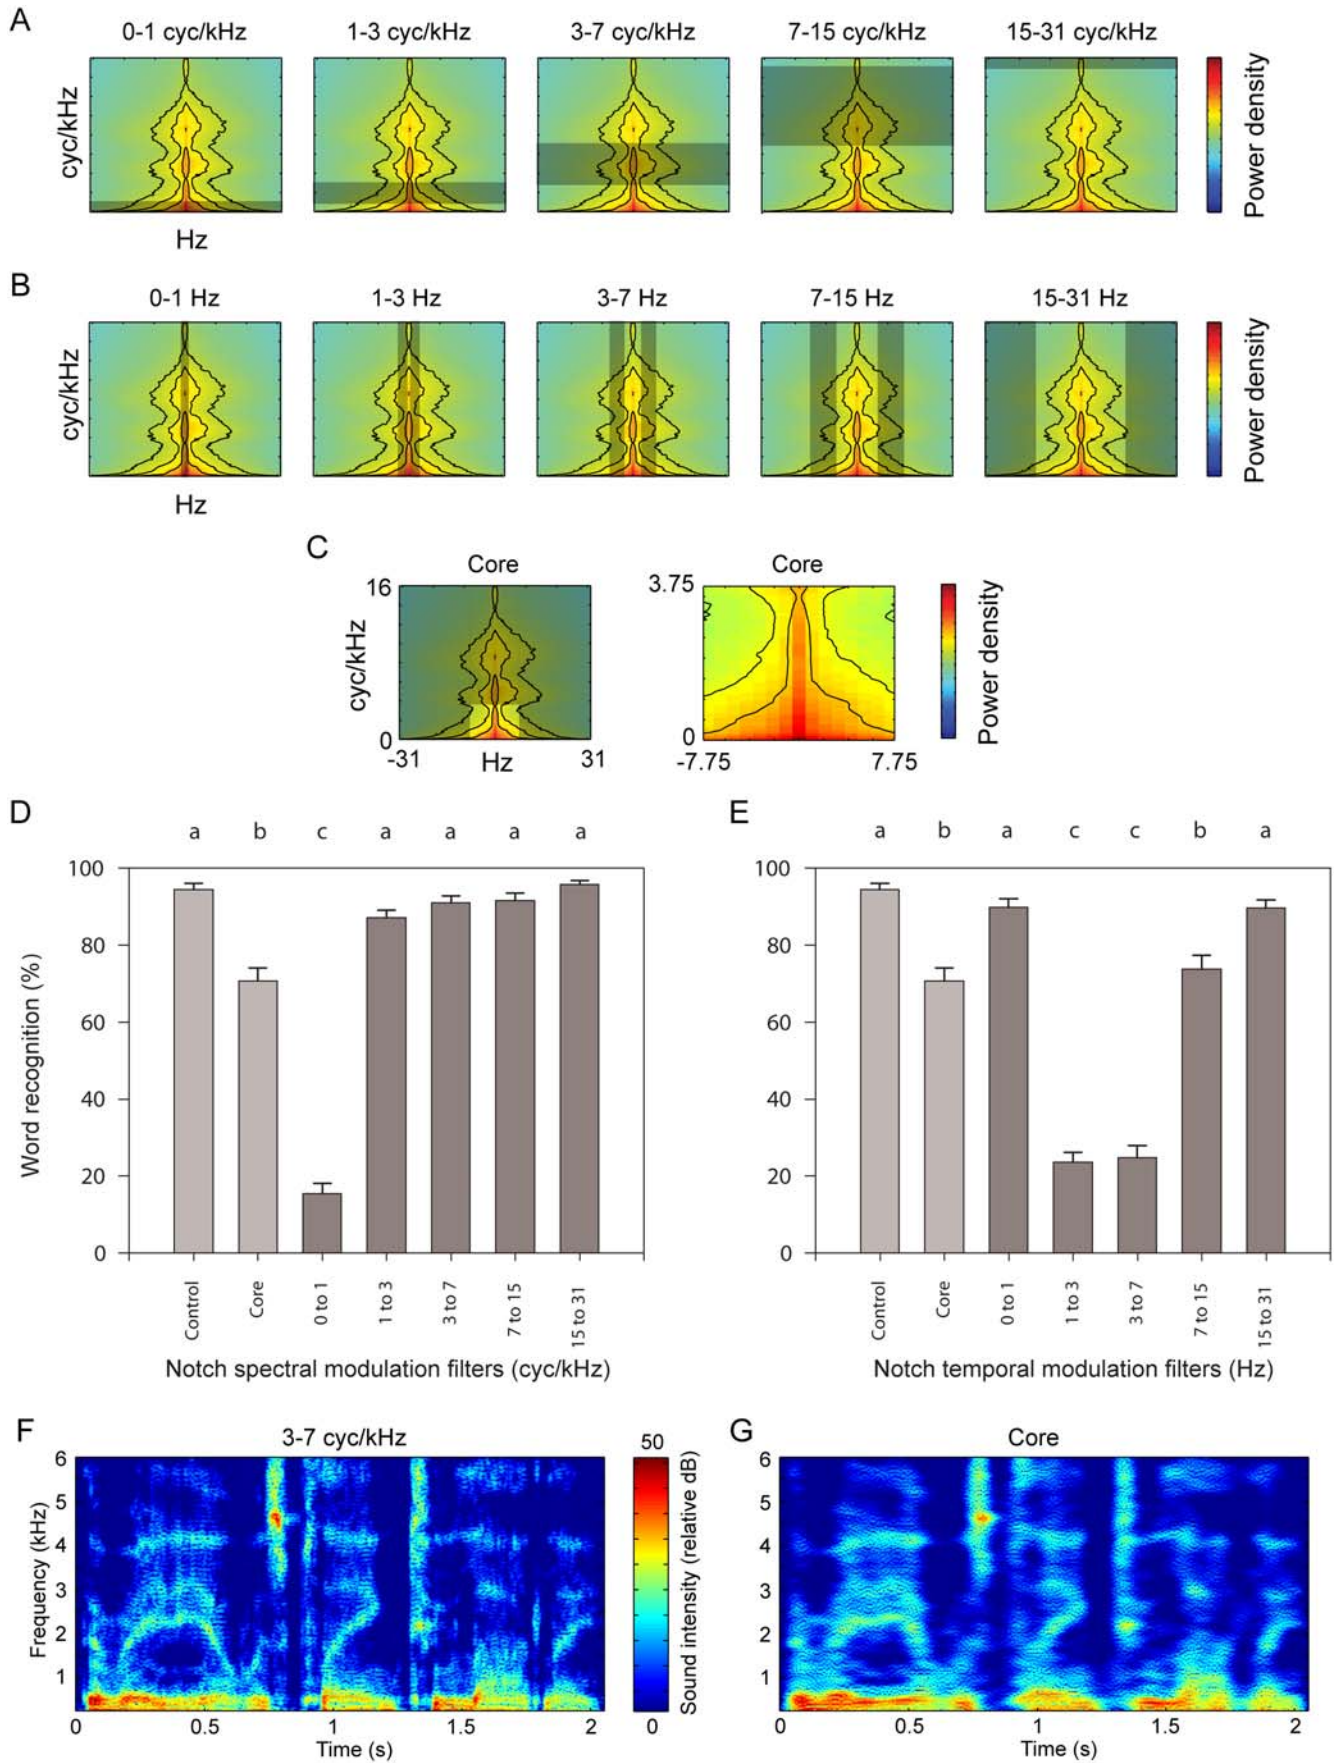 A
0-1 cyc/kHz
1-3 cyc/kHz
3-7 cyc/kHz
7-15 cyc/kHz
15-31 cyc/kHz
cyc/kHz
Hz
Power density
B
0-1 Hz
1-3 Hz
3-7 Hz
7-15 Hz
15-31 Hz
cyc/kHz
Hz
Power density
C
Core
16
cyc/kHz
0
-31
Hz
31
Core
3.75
0
-7.75
7.75
Power density
D
a b c a a a a
100
80
60
40
20
0
Word recognition (%)
Control
Core
0 to 1
1 to 3
3 to 7
7 to 15
15 to 31
Notch spectral modulation filters (cyc/kHz)
E
a b a c c b a
100
80
60
40
20
0
Control
Core
0 to 1
1 to 3
3 to 7
7 to 15
15 to 31
Notch temporal modulation filters (Hz)
F
3-7 cyc/kHz
6
5
4
3
2
1
Frequency (kHz)
0 0.5 1 1.5 2
Time (s)
50
Sound intensity (relative dB)
0
G
Core
6
5
4
3
2
1
0 0.5 1 1.5 2
Time (s)